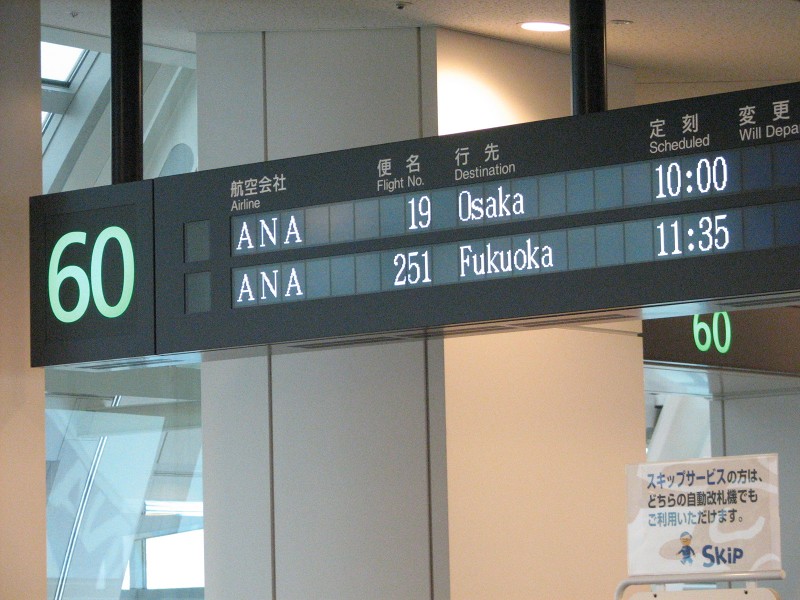 60
航空会社 便名 行先 定刻 変更
Airline Flight No. Destination Scheduled Will Depa
ANA 19 Osaka 10:00
ANA 251 Fukuoka 11:35
60
スキップサービスの方は、
どちらの自動改札機でも
ご利用いただけます。
SKiP